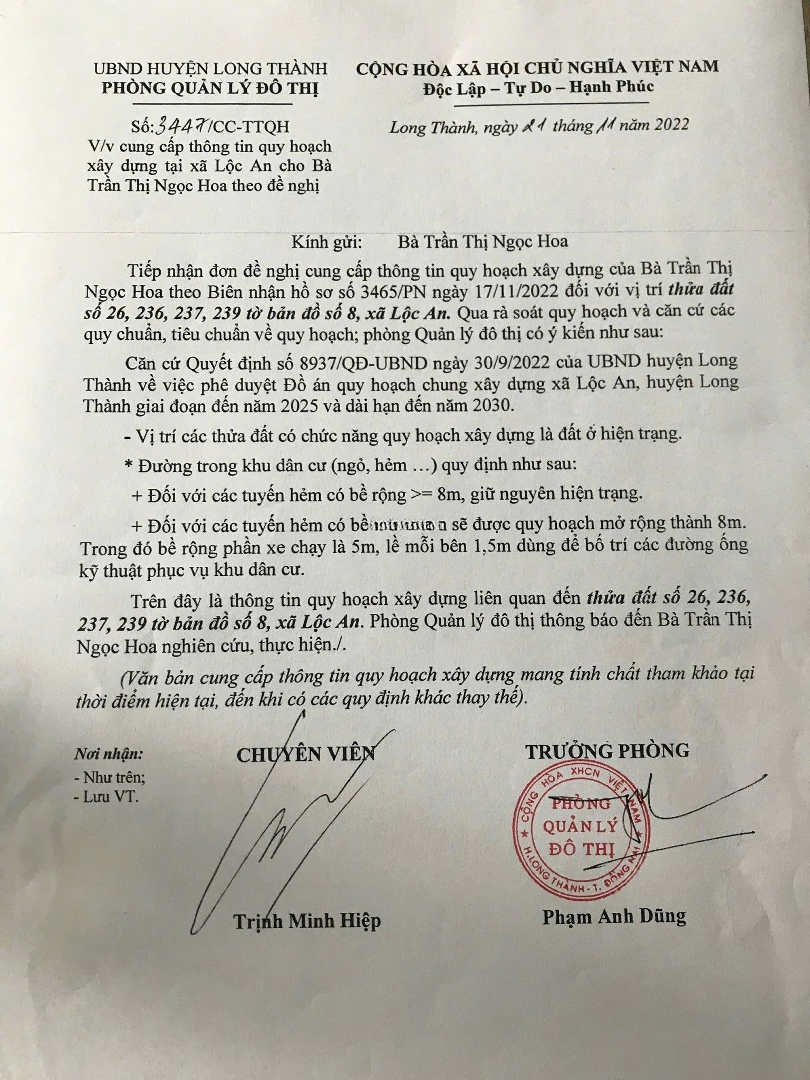 UBND HUYỆN LONG THÀNH
PHÒNG QUẢN LÝ ĐÔ THỊ
CỘNG HÒA XÃ HỘI CHỦ NGHĨA VIỆT NAM
Độc Lập – Tự Do – Hạnh Phúc
Số:3447/CC-TTQH
V/v cung cấp thông tin quy hoạch
xây dựng tại xã Lộc An cho Bà
Trần Thị Ngọc Hoa theo đề nghị
Long Thành, ngày 21 tháng 11 năm 2022
Kính gửi: Bà Trần Thị Ngọc Hoa
Tiếp nhận đơn đề nghị cung cấp thông tin quy hoạch xây dựng của Bà Trần Thị
Ngọc Hoa theo Biên nhận hồ sơ số 3465/PN ngày 17/11/2022 đối với vị trí thửa đất
số 26, 236, 237, 239 tờ bản đồ số 8, xã Lộc An. Qua rà soát quy hoạch và căn cứ các
quy chuẩn, tiêu chuẩn về quy hoạch; phòng Quản lý đô thị có ý kiến như sau:
Căn cứ Quyết định số 8937/QĐ-UBND ngày 30/9/2022 của UBND huyện Long
Thành về việc phê duyệt Đồ án quy hoạch chung xây dựng xã Lộc An, huyện Long
Thành giai đoạn đến năm 2025 và dài hạn đến năm 2030.
- Vị trí các thửa đất có chức năng quy hoạch xây dựng là đất ở hiện trạng.
* Đường trong khu dân cư (ngỏ, hẻm …) quy định như sau:
+ Đối với các tuyến hẻm có bề rộng >= 8m, giữ nguyên hiện trạng.
+ Đối với các tuyến hẻm có bề sẽ được quy hoạch mở rộng thành 8m.
Trong đó bề rộng phần xe chạy là 5m, lề mỗi bên 1,5m dùng để bố trí các đường ống
kỹ thuật phục vụ khu dân cư.
Trên đây là thông tin quy hoạch xây dựng liên quan đến thửa đất số 26, 236,
237, 239 tờ bản đồ số 8, xã Lộc An. Phòng Quản lý đô thị thông báo đến Bà Trần Thị
Ngọc Hoa nghiên cứu, thực hiện./.
(Văn bản cung cấp thông tin quy hoạch xây dựng mang tính chất tham khảo tại
thời điểm hiện tại, đến khi có các quy định khác thay thế).
Nơi nhận:
- Như trên;
- Lưu VT.
CHUYÊN VIÊN
Trịnh Minh Hiệp
TRƯỞNG PHÒNG
CỘNG HÒA XHCN VIỆT NAM
PHÒNG
QUẢN LÝ
ĐÔ THỊ
H.LONG THÀNH - T. ĐỒNG NAI
Phạm Anh Dũng